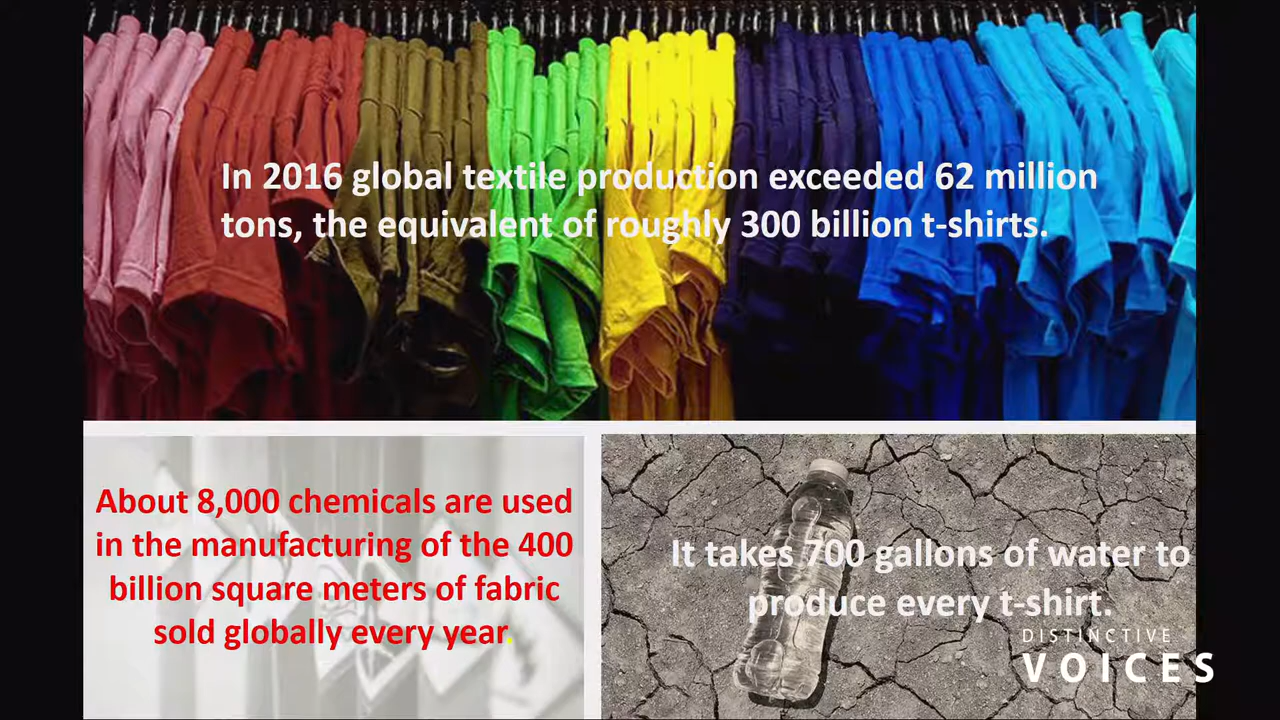 In 2016 global textile production exceeded 62 million
tons, the equivalent of roughly 300 billion t-shirts.
About 8,000 chemicals are used
in the manufacturing of the 400
billion square meters of fabric
sold globally every year.
It takes 700 gallons of water to
produce every t-shirt.
DISTINCTIVE
VOICES